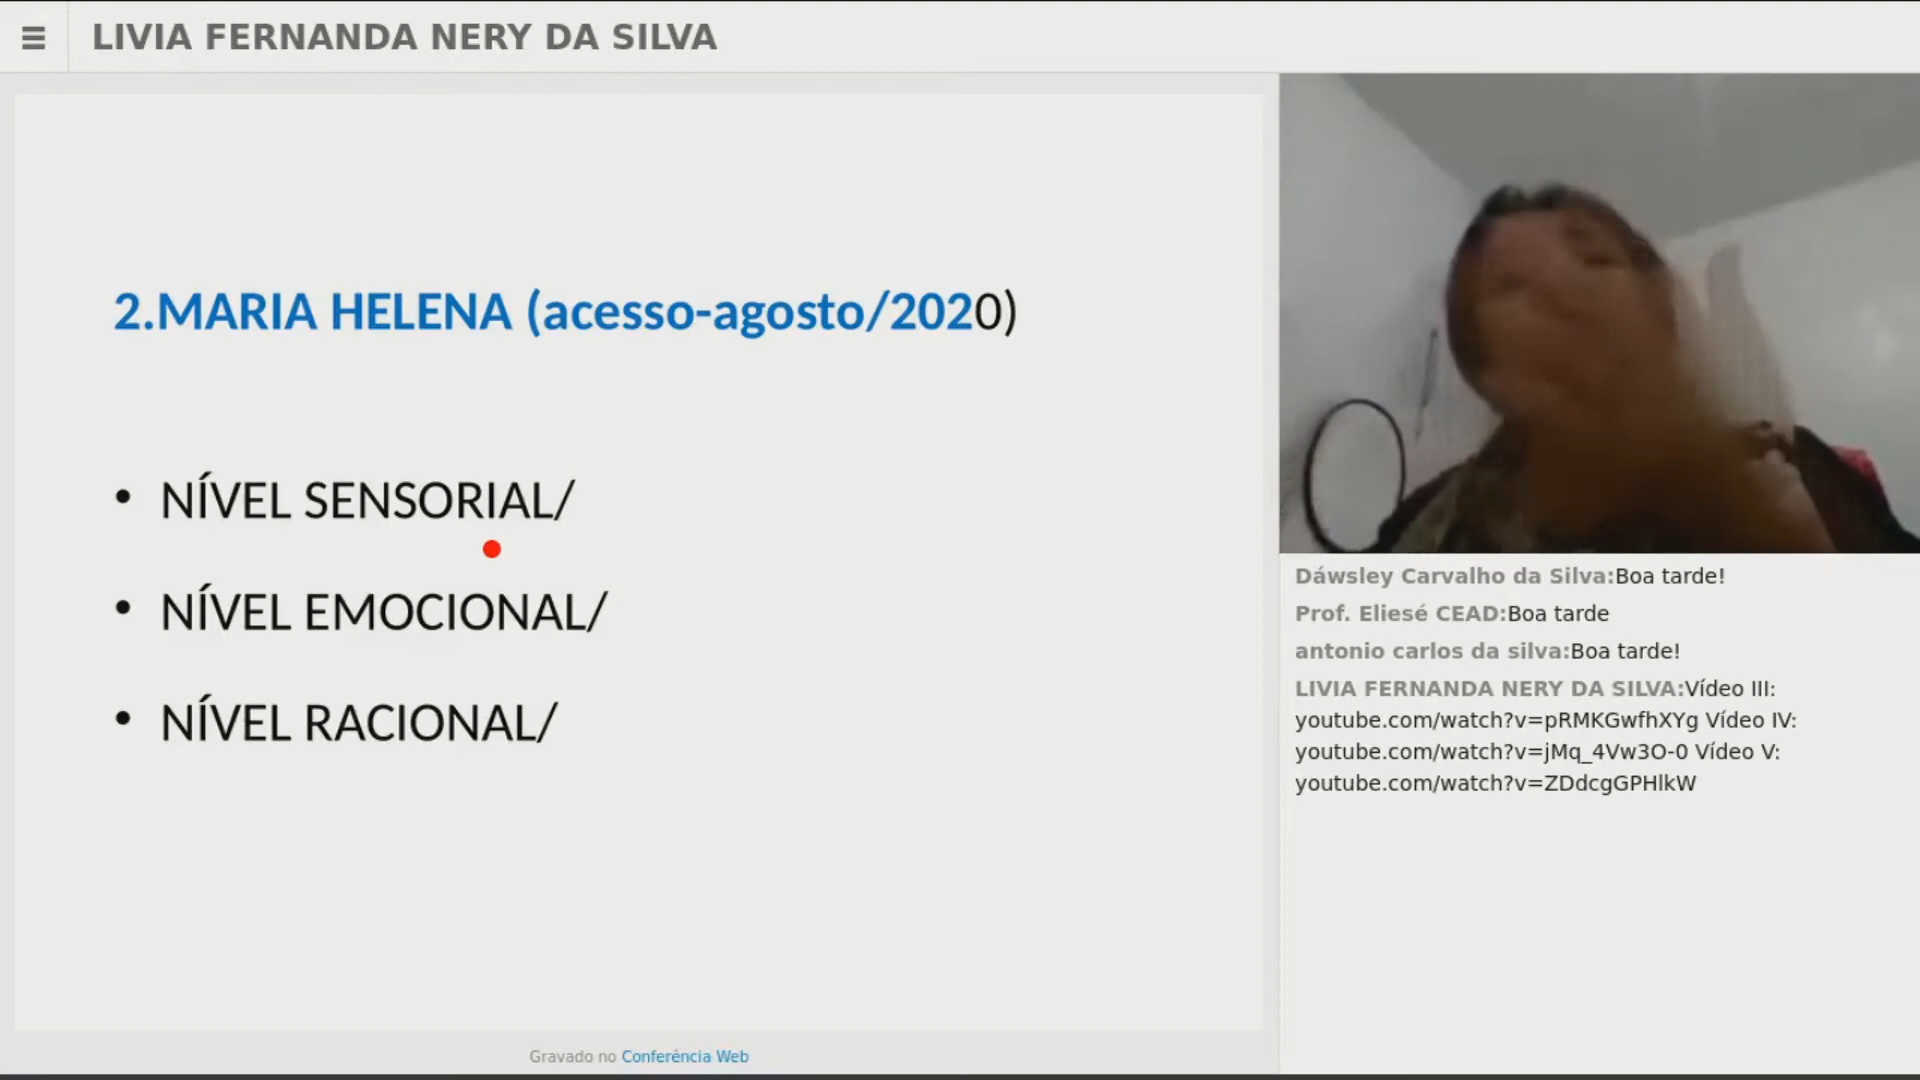 LIVIA FERNANDA NERY DA SILVA
2.MARIA HELENA (acesso-agosto/2020)
• NÍVEL SENSORIAL/
• NÍVEL EMOCIONAL/
• NÍVEL RACIONAL/
Dáwsley Carvalho da Silva:Boa tarde!
Prof. Eliesé CEAD:Boa tarde
antonio carlos da silva:Boa tarde!
LIVIA FERNANDA NERY DA SILVA:Vídeo III:
youtube.com/watch?v=pRMKGwfhXYg Vídeo IV:
youtube.com/watch?v=jMq_4Vw3O-0 Vídeo V:
youtube.com/watch?v=ZDdcgGPHlkW
Gravado no Conferência Web